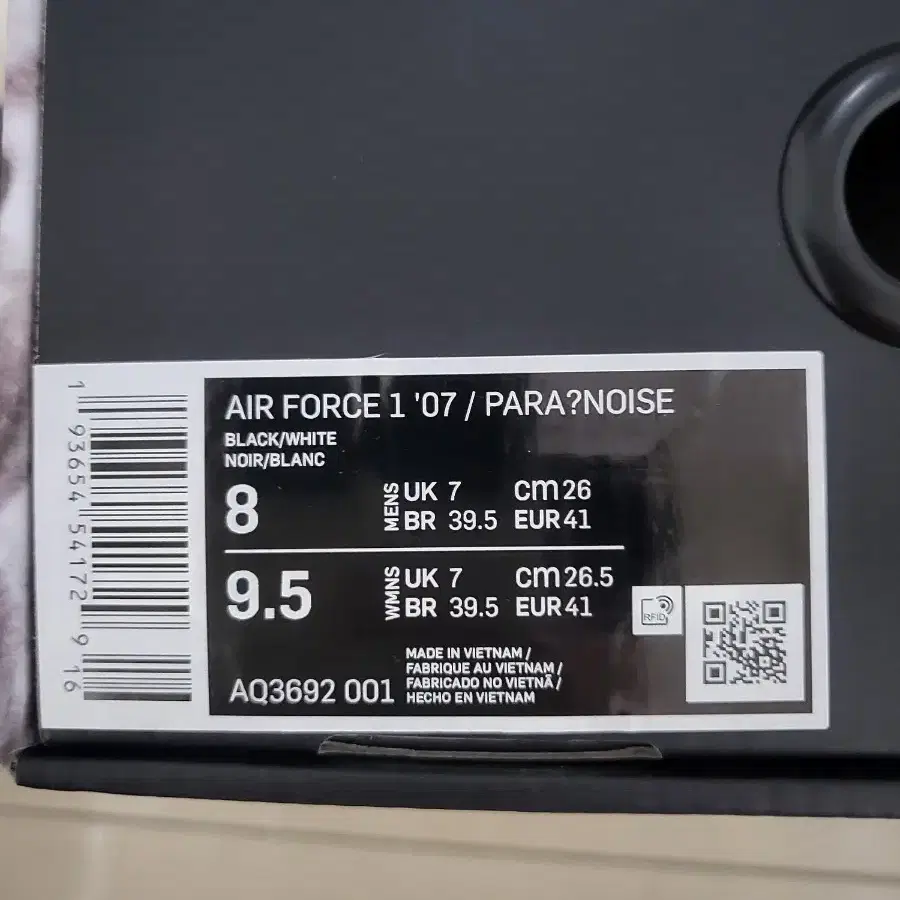 AIR FORCE 1 '07 / PARA?NOISE
BLACK/WHITE
NOIR/BLANC
8 MENS UK 7 cm 26
BR 39.5 EUR 41
9.5 WMNS UK 7 cm 26.5
BR 39.5 EUR 41
RFID
AQ3692 001
MADE IN VIETNAM /
FABRIQUE AU VIETNAM /
FABRICADO NO VIETNÃ /
HECHO EN VIETNAM
1 93654 54172 9 16